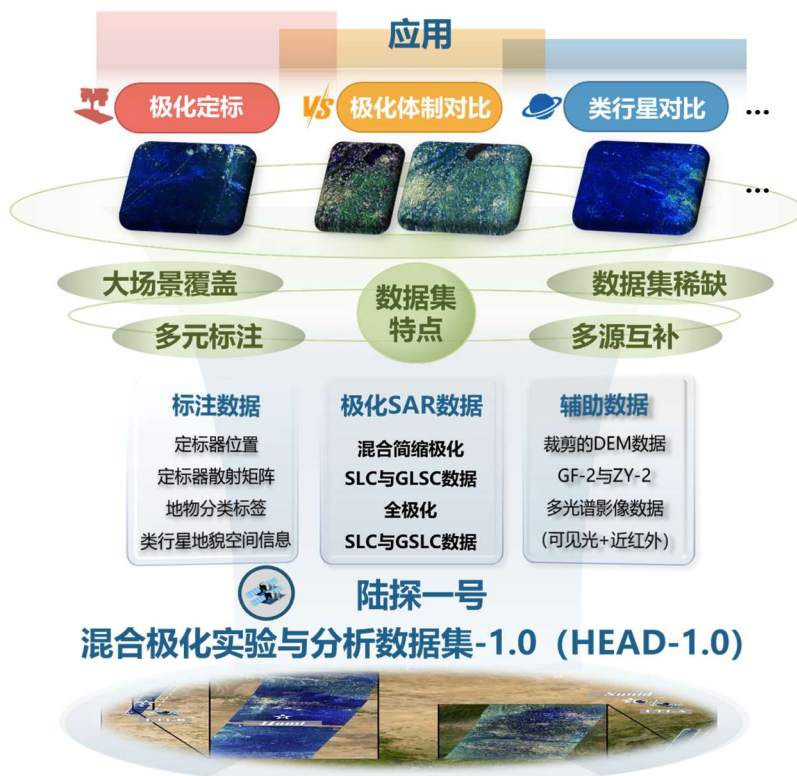 应用
极化定标
VS
极化体制对比
类行星对比
...
...
大场景覆盖
数据集稀缺
数据集
特点
多元标注
多源互补
标注数据
定标器位置
定标器散射矩阵
地物分类标签
类行星地貌空间信息
极化SAR数据
混合简缩极化
SLC与GLSC数据
全极化
SLC与GSLC数据
辅助数据
裁剪的DEM数据
GF-2与ZY-2
多光谱影像数据
(可见光+近红外)
陆探一号
混合极化实验与分析数据集-1.0（HEAD-1.0）
LT1-B
Hami
Sunid
LT1-A